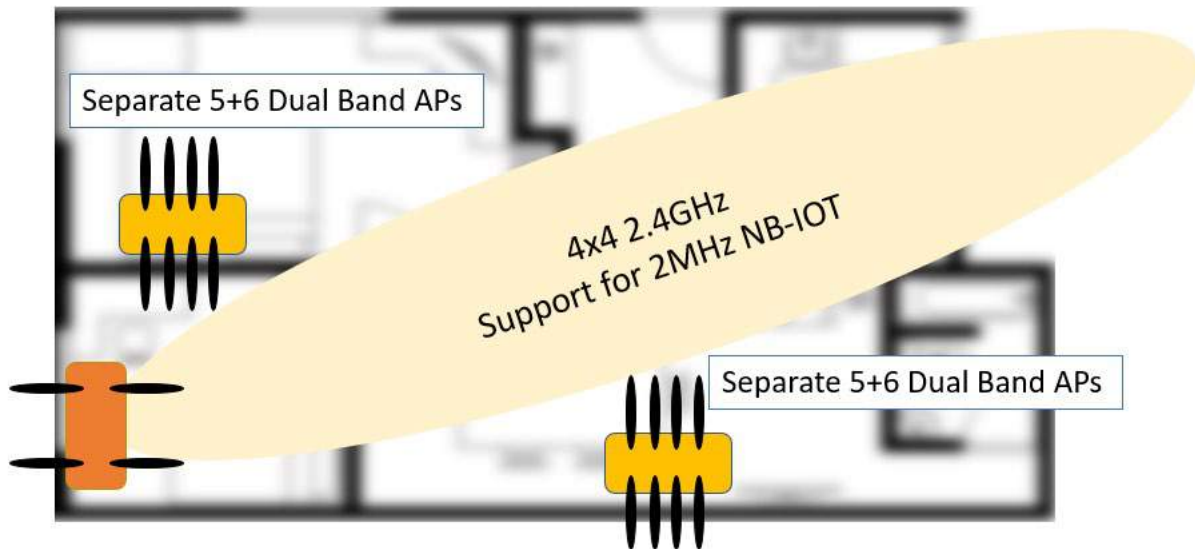 Separate 5+6 Dual Band APs
4x4 2.4GHz
Support for 2MHz NB-IOT
Separate 5+6 Dual Band APs